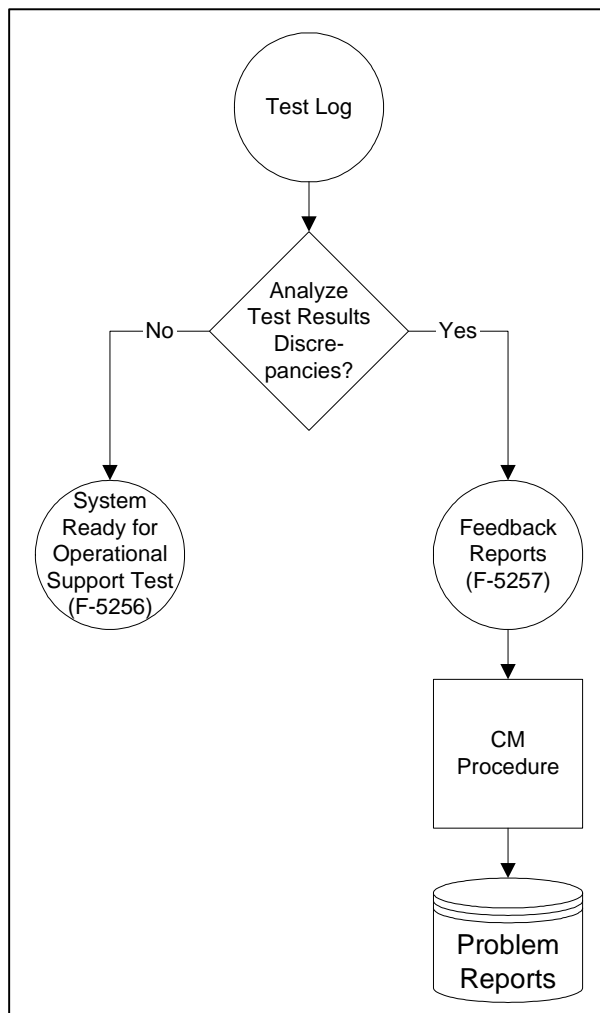 Test Log
Analyze
Test Results
Discre-
pancies?
No
Yes
System
Ready for
Operational
Support Test
(F-5256)
Feedback
Reports
(F-5257)
CM
Procedure
Problem
Reports